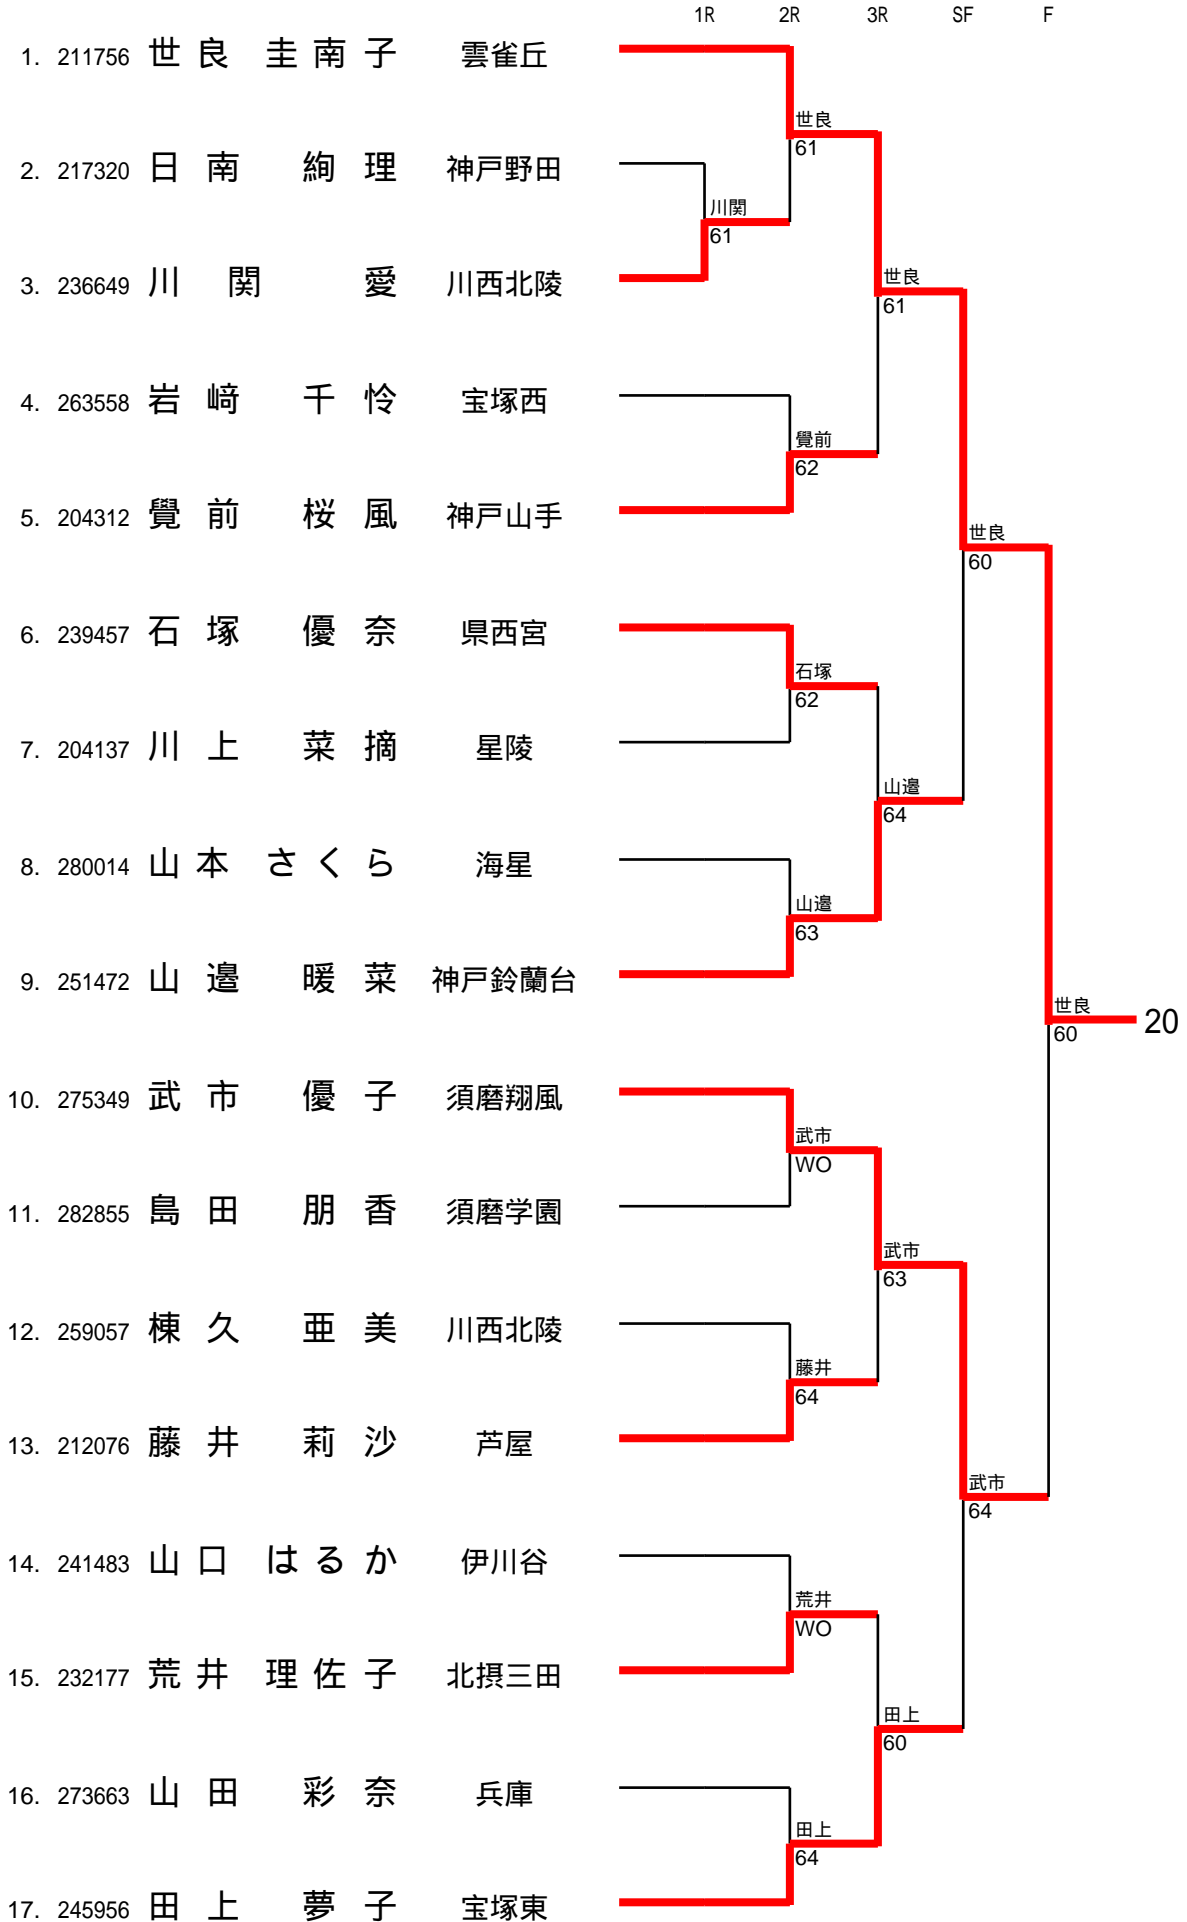 1R 2R 3R SF F
1. 211756 世良 圭南子 雲雀丘
世良
61
2. 217320 日南 絢理 神戸野田
川関
61
3. 236649 川関 愛 川西北陵
世良
61
4. 263558 岩﨑 千怜 宝塚西
覺前
62
5. 204312 覺前 桜風 神戸山手
世良
60
6. 239457 石塚 優奈 県西宮
石塚
62
7. 204137 川上 菜摘 星陵
山邉
64
8. 280014 山本 さくら 海星
山邉
63
9. 251472 山邉 暖菜 神戸鈴蘭台
世良
60
20
10. 275349 武市 優子 須磨翔風
武市
WO
11. 282855 島田 朋香 須磨学園
武市
63
12. 259057 棟久 亜美 川西北陵
藤井
64
13. 212076 藤井 莉沙 芦屋
武市
64
14. 241483 山口 はるか 伊川谷
荒井
WO
15. 232177 荒井 理佐子 北摂三田
田上
60
16. 273663 山田 彩奈 兵庫
田上
64
17. 245956 田上 夢子 宝塚東